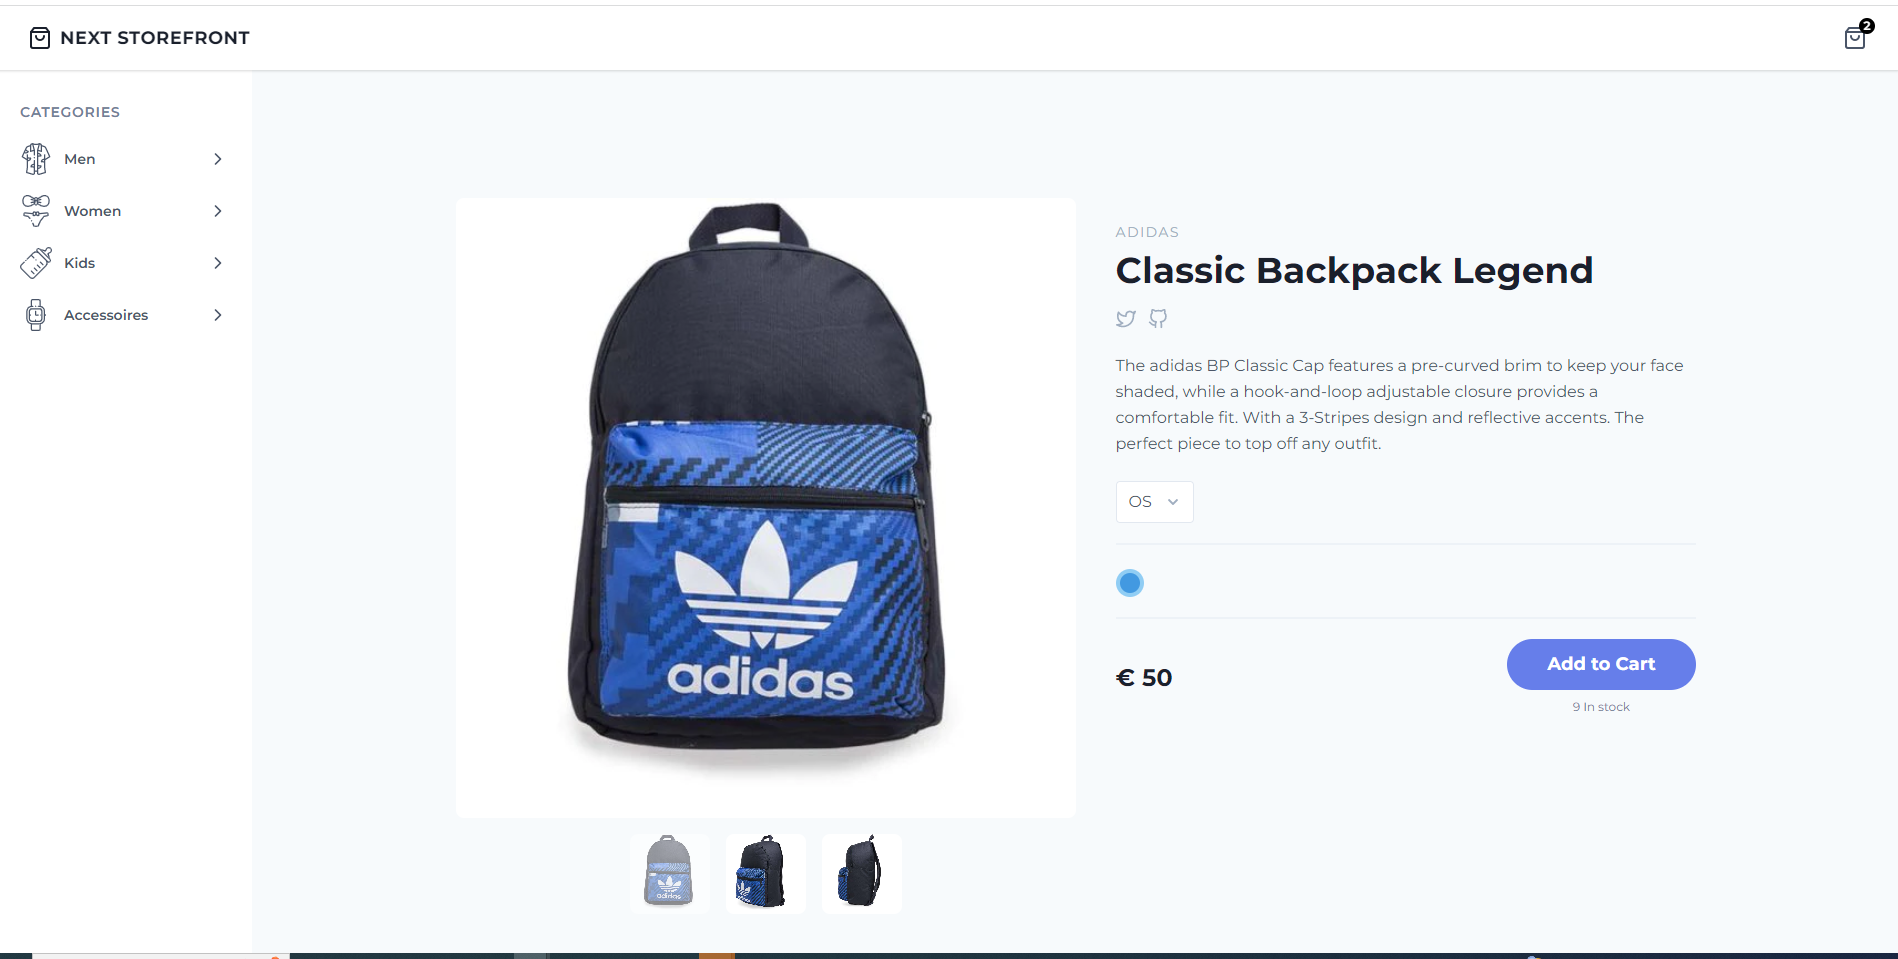 NEXT STOREFRONT
2
CATEGORIES
Men
Women
Kids
Accessoires
adidas
adidas
ADIDAS
Classic Backpack Legend
The adidas BP Classic Cap features a pre-curved brim to keep your face
shaded, while a hook-and-loop adjustable closure provides a
comfortable fit. With a 3-Stripes design and reflective accents. The
perfect piece to top off any outfit.
OS
€ 50
Add to Cart
9 In stock